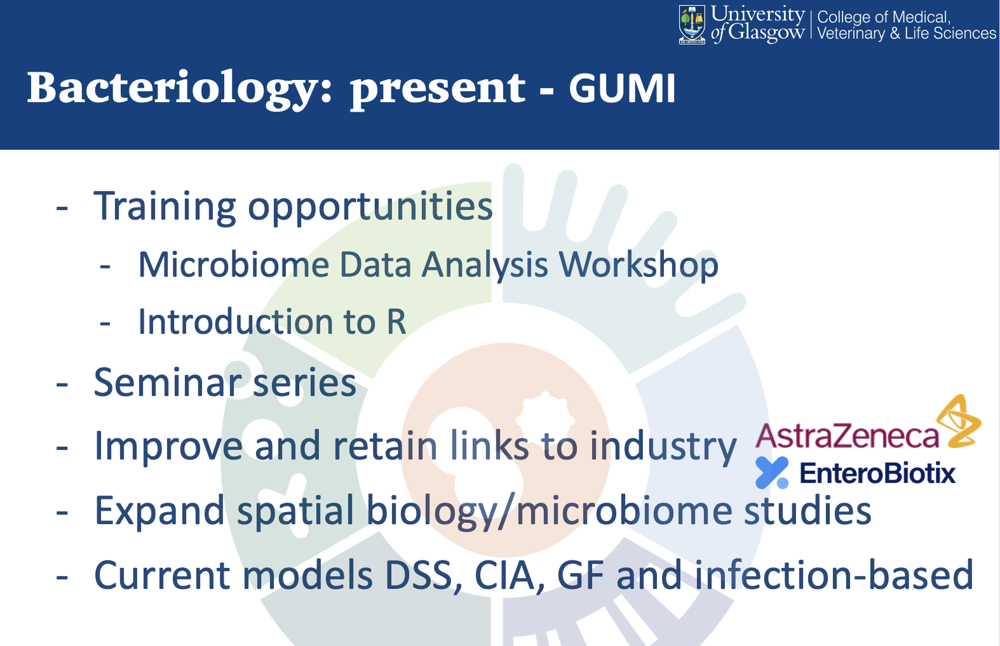 University of Glasgow
College of Medical, Veterinary & Life Sciences
Bacteriology: present - GUMI
- Training opportunities
- Microbiome Data Analysis Workshop
- Introduction to R
- Seminar series
- Improve and retain links to industry
AstraZeneca
EnteroBiotix
- Expand spatial biology/microbiome studies
- Current models DSS, CIA, GF and infection-based